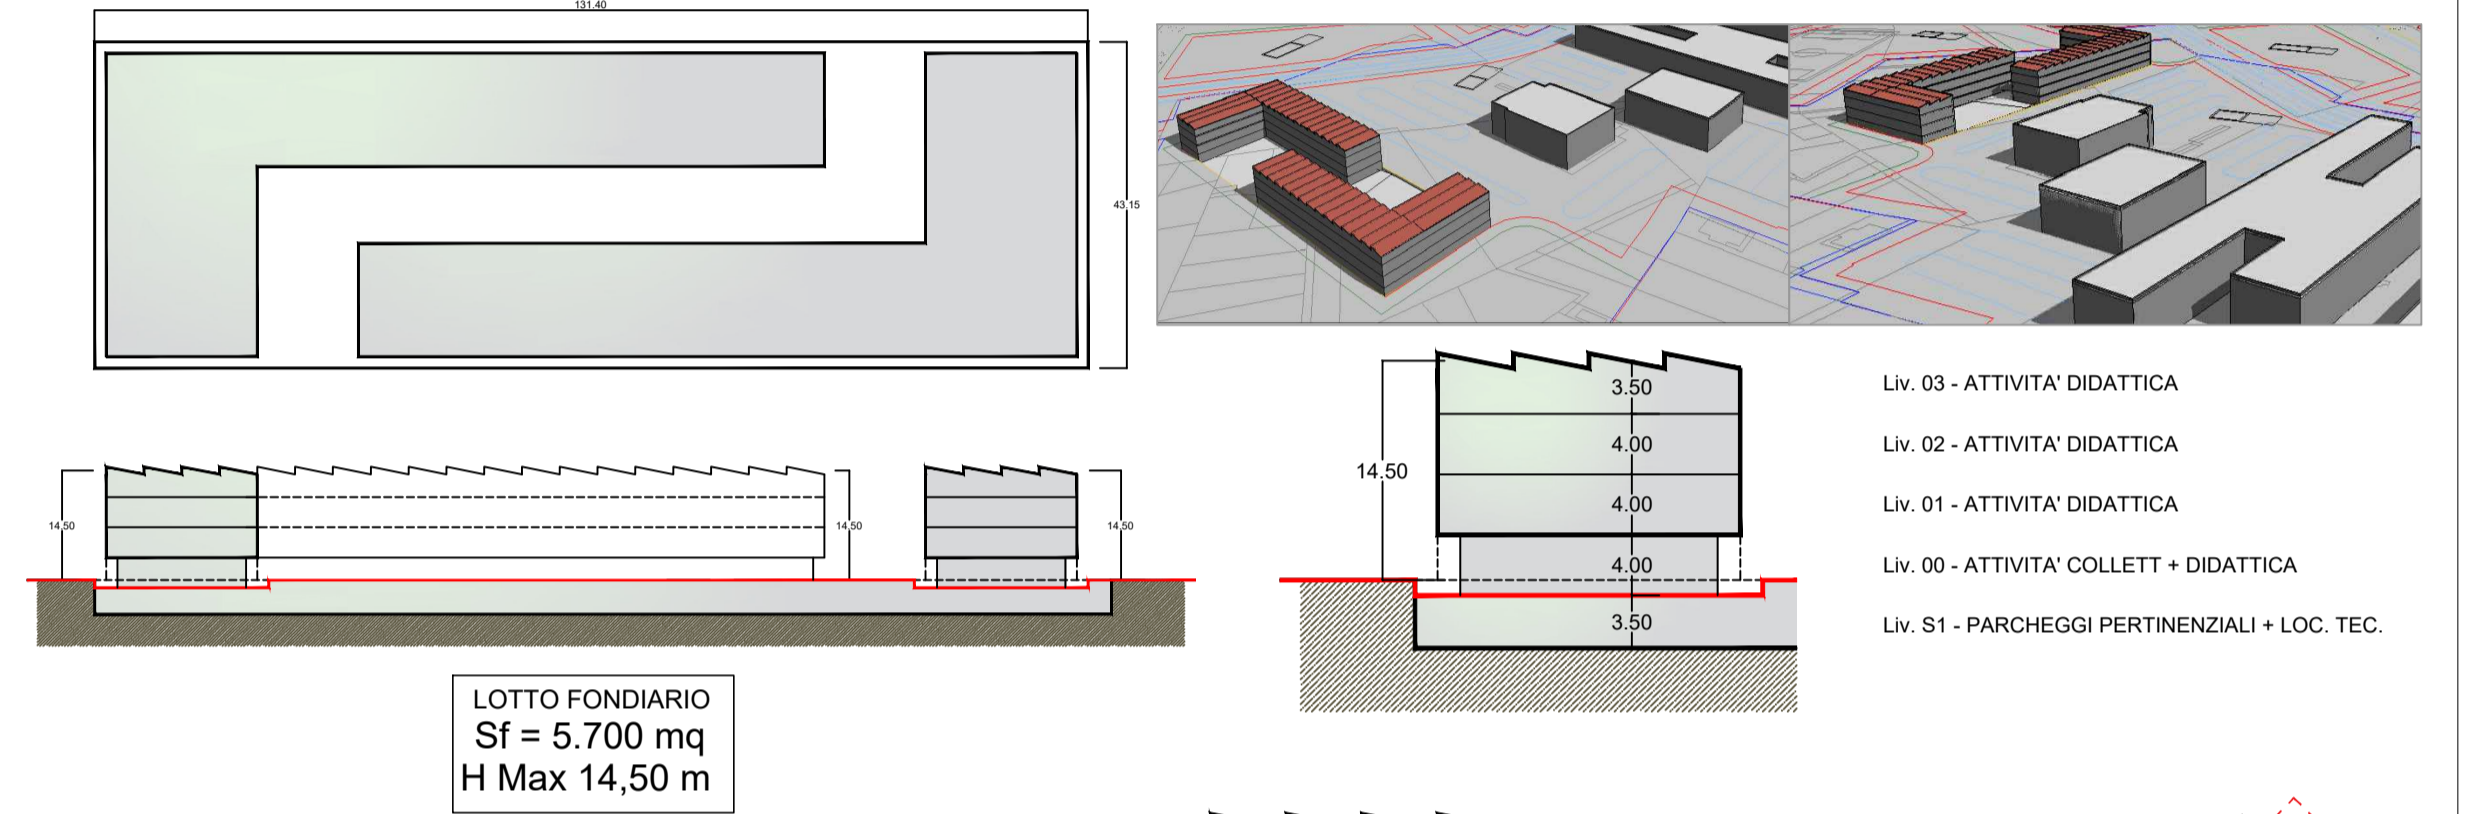 131.40
43.15
14,50
14,50
14,50
LOTTO FONDIARIO
Sf = 5.700 mq
H Max 14,50 m
14.50
3.50
4.00
4.00
4.00
3.50
Liv. 03 - ATTIVITA' DIDATTICA
Liv. 02 - ATTIVITA' DIDATTICA
Liv. 01 - ATTIVITA' DIDATTICA
Liv. 00 - ATTIVITA' COLLETT + DIDATTICA
Liv. S1 - PARCHEGGI PERTINENZIALI + LOC. TEC.